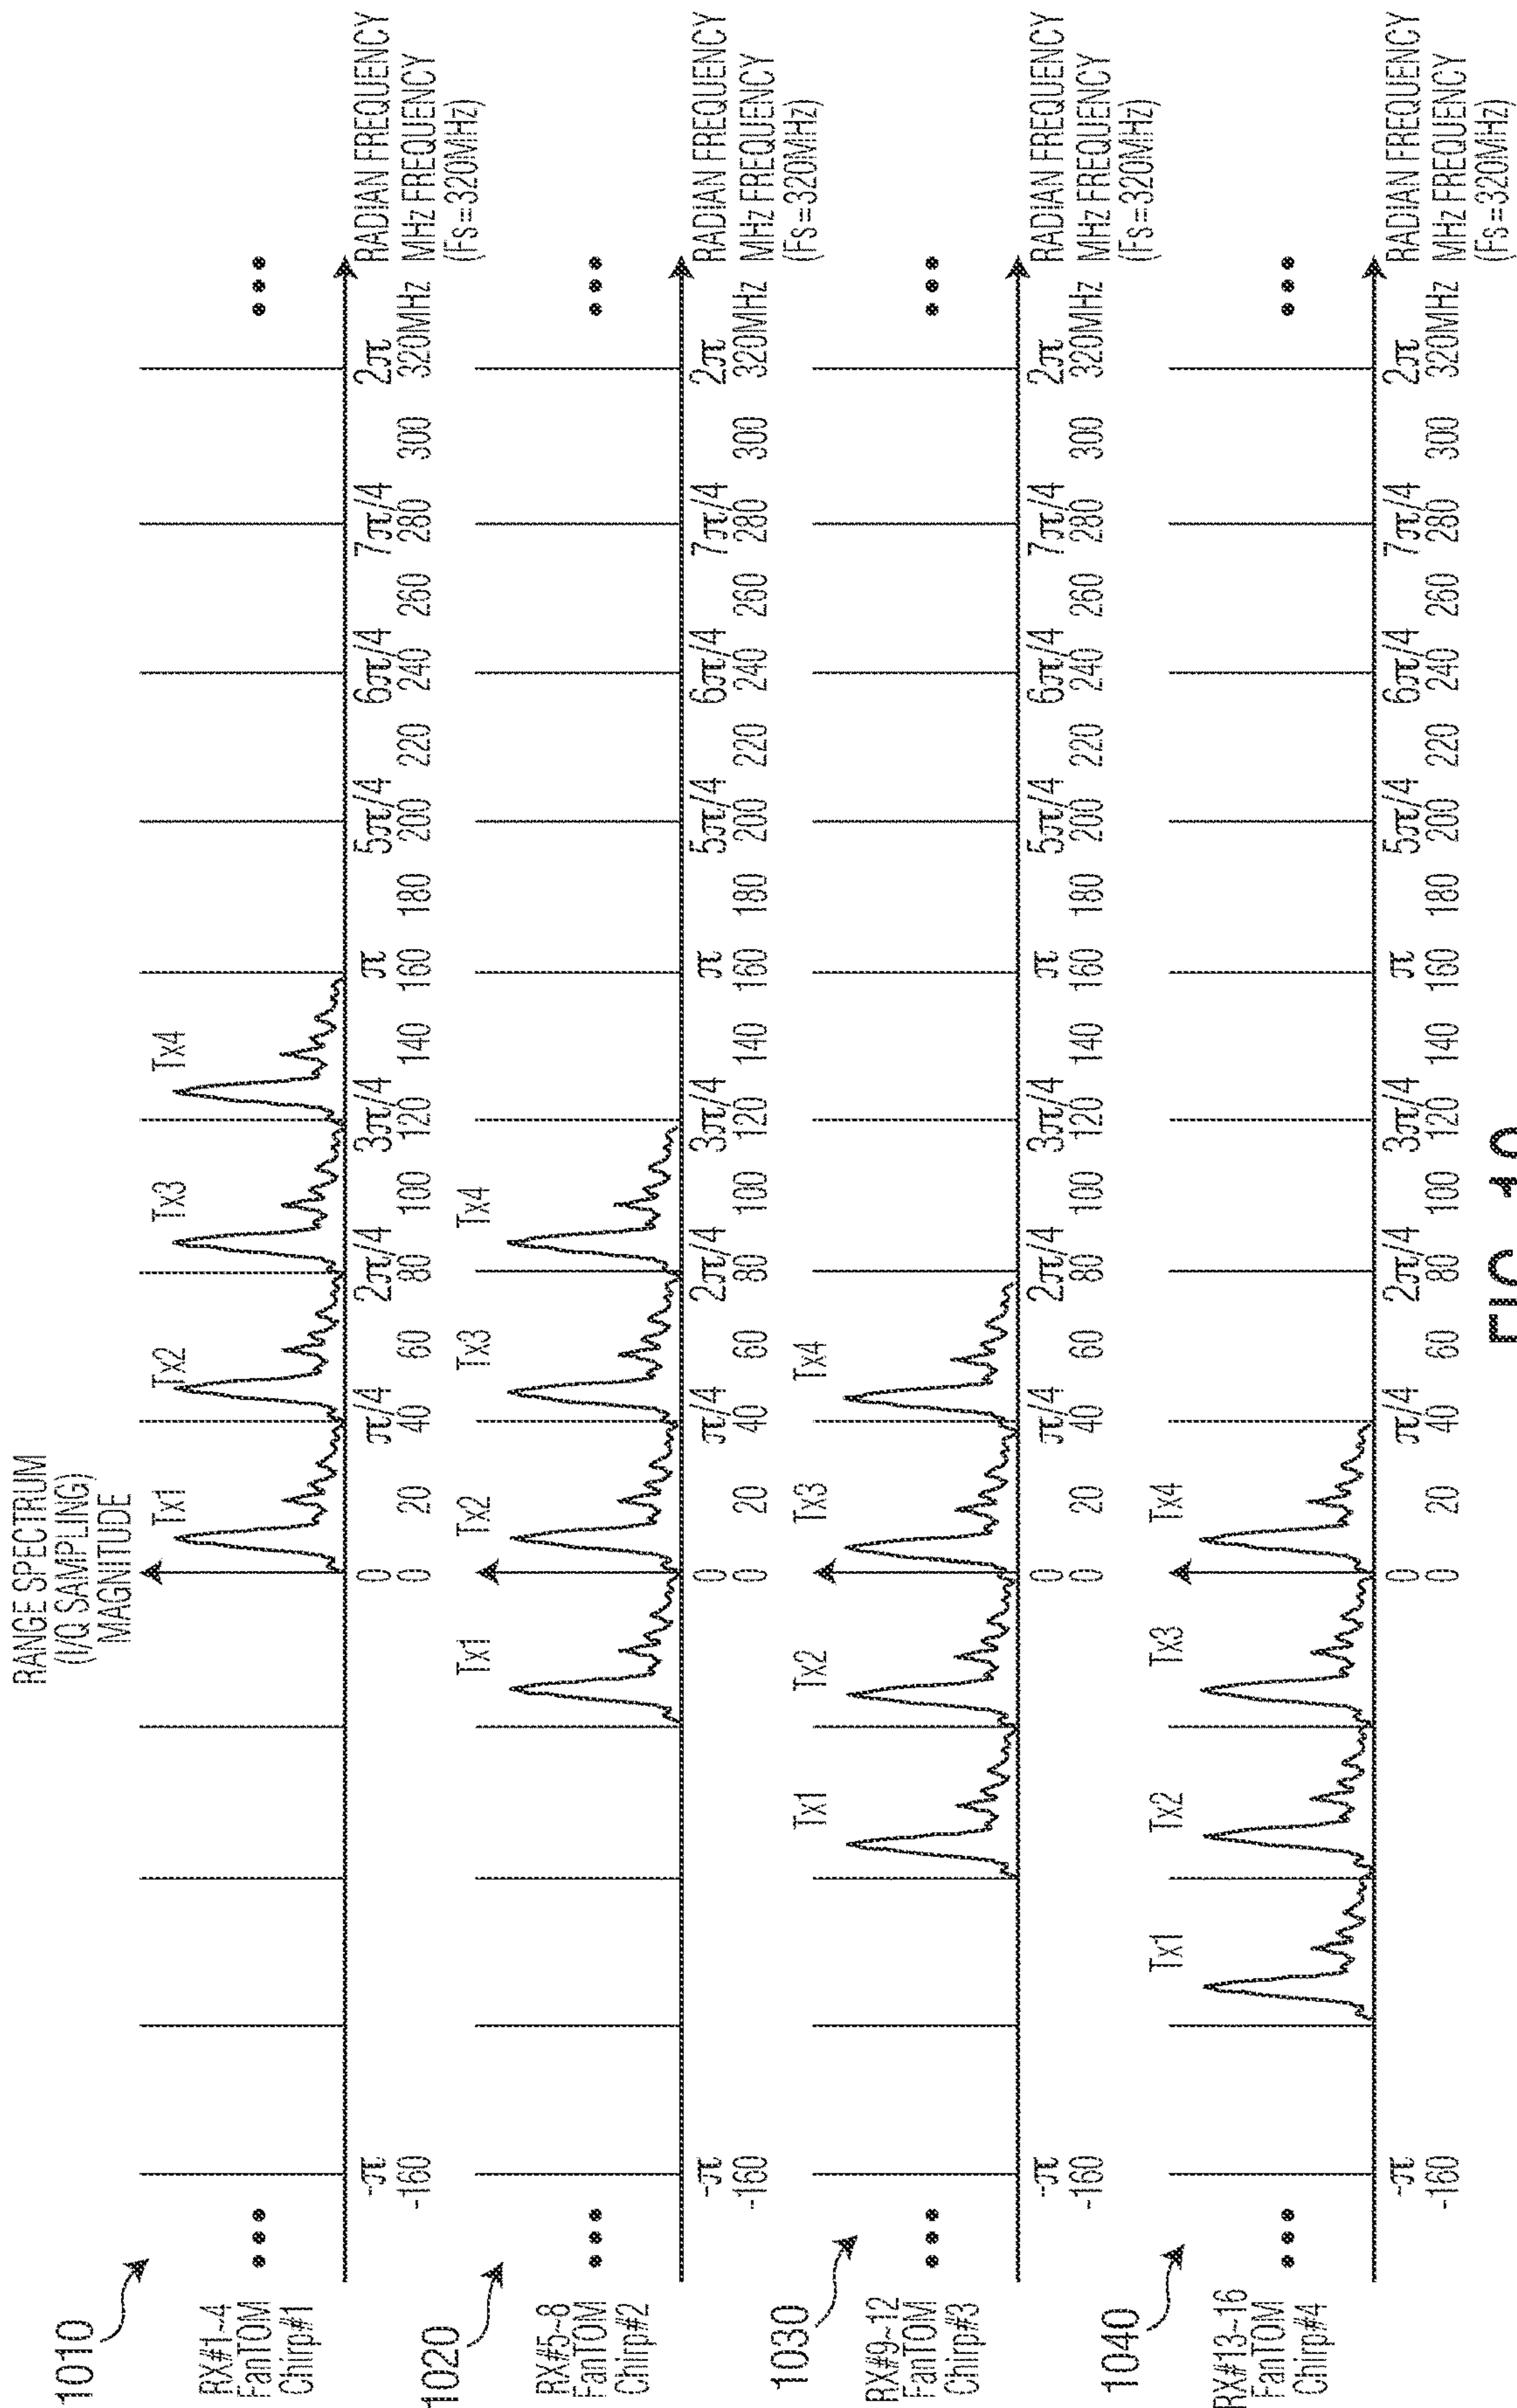 RANGE SPECTRUM
(I/Q SAMPLING)
MAGNITUDE
1010
RX#1~4
FanTOM
Chirp#1
Tx1 Tx2 Tx3 Tx4
-π 0 π/4 2π/4 3π/4 π 5π/4 6π/4 7π/4 2π RADIAN FREQUENCY
-160 0 20 40 60 80 100 120 140 160 180 200 220 240 260 280 300 320MHz MHz FREQUENCY
(Fs=320MHz)
1020
RX#5~8
FanTOM
Chirp#2
Tx1 Tx2 Tx3 Tx4
-π 0 π/4 2π/4 3π/4 π 5π/4 6π/4 7π/4 2π RADIAN FREQUENCY
-160 0 20 40 60 80 100 120 140 160 180 200 220 240 260 280 300 320MHz MHz FREQUENCY
(Fs=320MHz)
1030
RX#9~12
FanTOM
Chirp#3
Tx1 Tx2 Tx3 Tx4
-π 0 π/4 2π/4 3π/4 π 5π/4 6π/4 7π/4 2π RADIAN FREQUENCY
-160 0 20 40 60 80 100 120 140 160 180 200 220 240 260 280 300 320MHz MHz FREQUENCY
(Fs=320MHz)
1040
RX#13~16
FanTOM
Chirp#4
Tx1 Tx2 Tx3 Tx4
-π 0 π/4 2π/4 3π/4 π 5π/4 6π/4 7π/4 2π RADIAN FREQUENCY
-160 0 20 40 60 80 100 120 140 160 180 200 220 240 260 280 300 320MHz MHz FREQUENCY
(Fs=320MHz)